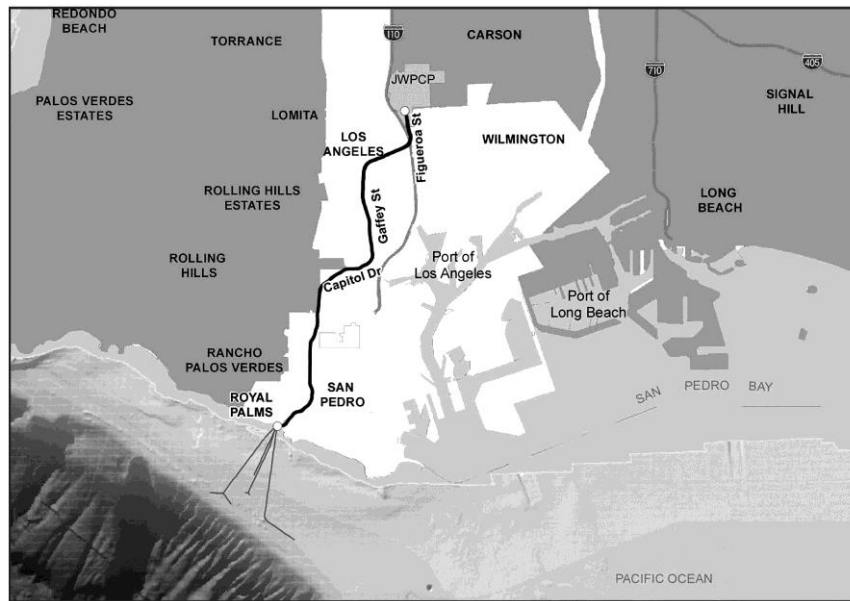 REDONDO
BEACH
TORRANCE
110
CARSON
405
JWPCP
710
PALOS VERDES
ESTATES
SIGNAL
HILL
LOMITA
LOS
ANGELES
Figueroa St
WILMINGTON
ROLLING HILLS
ESTATES
Gaffey St
LONG
BEACH
ROLLING
HILLS
Capitol Dr
Port of
Los Angeles
Port of
Long Beach
RANCHO
PALOS VERDES
ROYAL
PALMS
SAN
PEDRO
SAN PEDRO BAY
PACIFIC OCEAN